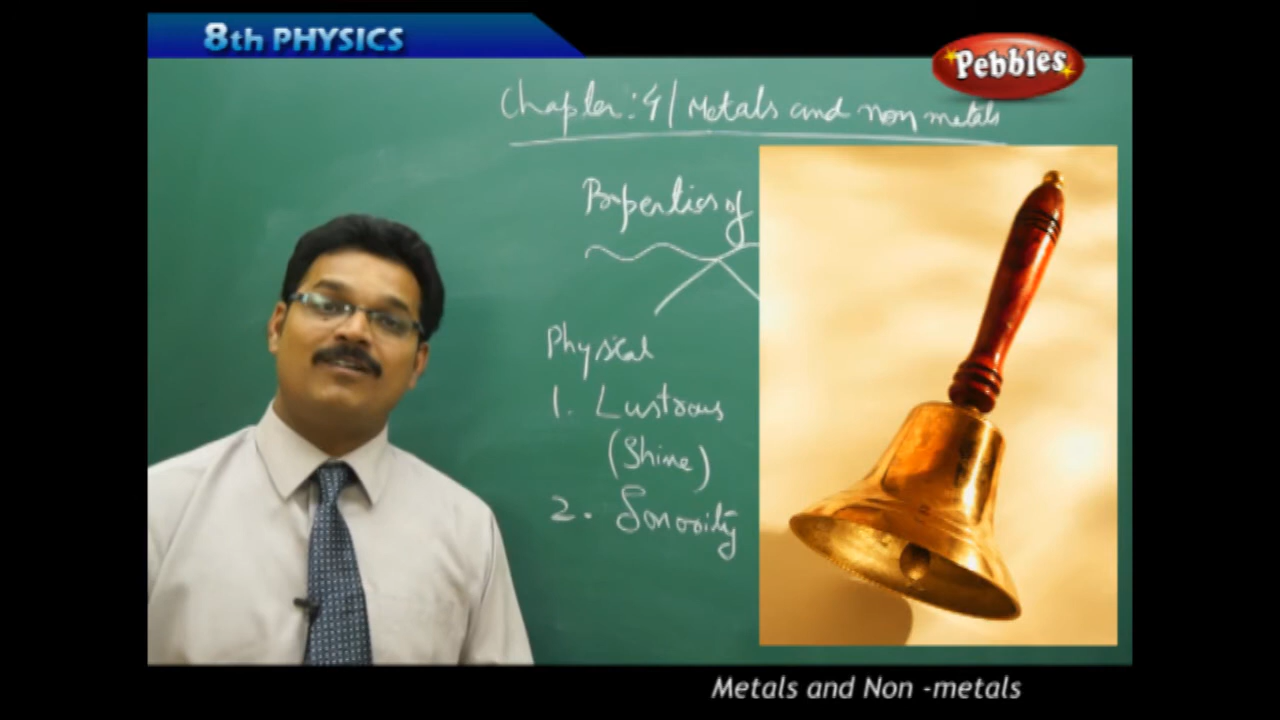 8th PHYSICS
Pebbles
Chapter: 4 / Metals and non metals
Properties of
Physical
1. Lustrous
(Shine)
2. Sonority
Metals and Non -metals